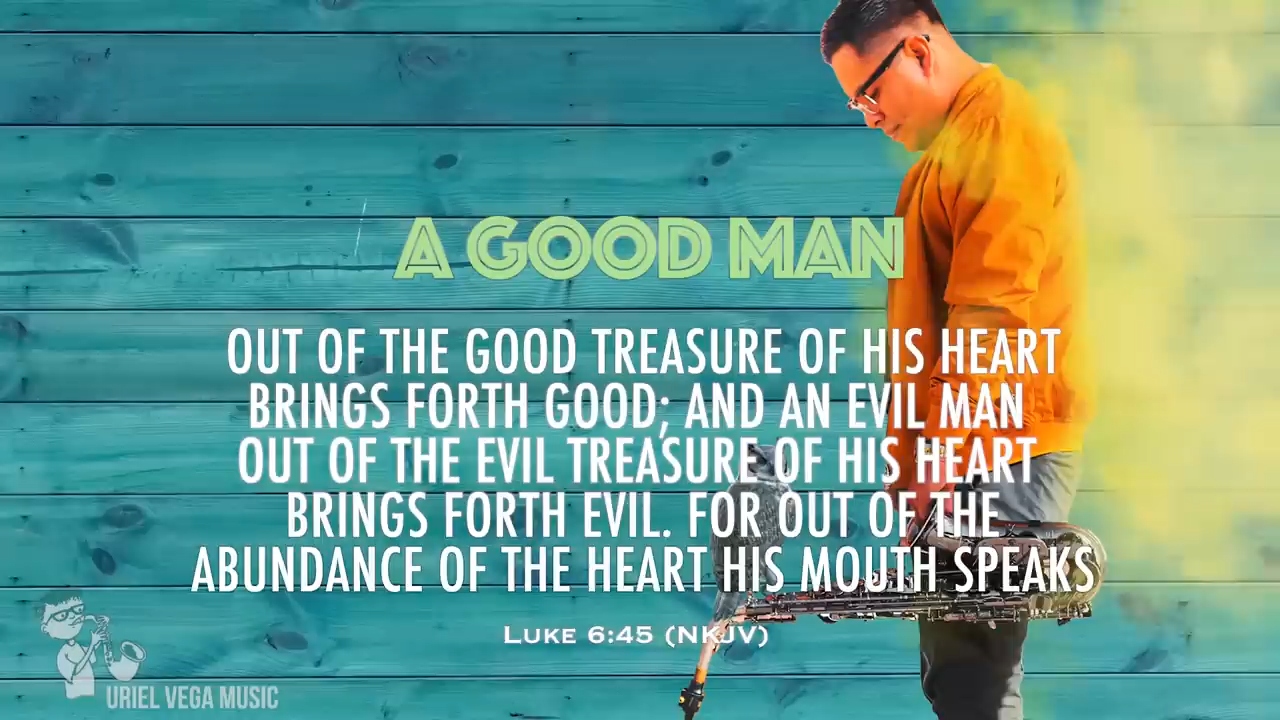 A GOOD MAN
OUT OF THE GOOD TREASURE OF HIS HEART
BRINGS FORTH GOOD; AND AN EVIL MAN
OUT OF THE EVIL TREASURE OF HIS HEART
BRINGS FORTH EVIL. FOR OUT OF THE
ABUNDANCE OF THE HEART HIS MOUTH SPEAKS
LUKE 6:45 (NKJV)
URIEL VEGA MUSIC